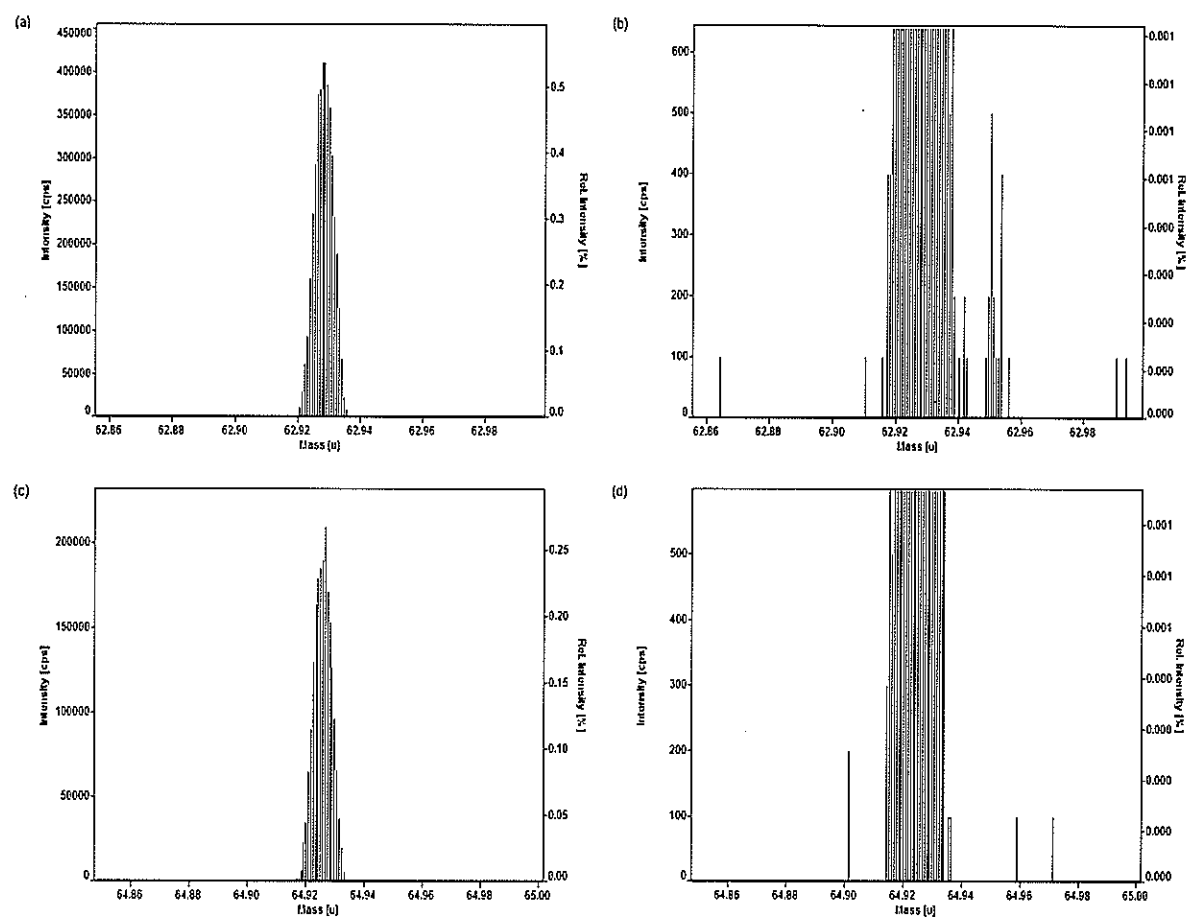 (a)
450000
400000
350000
300000
250000
200000
150000
100000
50000
0
Intensity [cps]
0.5
0.4
0.3
0.2
0.1
0.0
Rel. Intensity [%]
62.86 62.88 62.90 62.92 62.94 62.96 62.98
Mass [u]
(b)
600
500
400
300
200
100
0
Intensity [cps]
0.001
0.001
0.001
0.001
0.000
0.000
0.000
0.000
0.000
Rel. Intensity [%]
62.86 62.88 62.90 62.92 62.94 62.96 62.98
Mass [u]
(c)
200000
150000
100000
50000
0
Intensity [cps]
0.25
0.20
0.15
0.10
0.05
0.00
Rel. Intensity [%]
64.86 64.88 64.90 64.92 64.94 64.96 64.98 65.00
Mass [u]
(d)
500
400
300
200
100
0
Intensity [cps]
0.001
0.001
0.001
0.000
0.000
0.000
0.000
0.000
Rel. Intensity [%]
64.86 64.88 64.90 64.92 64.94 64.96 64.98 65.00
Mass [u]